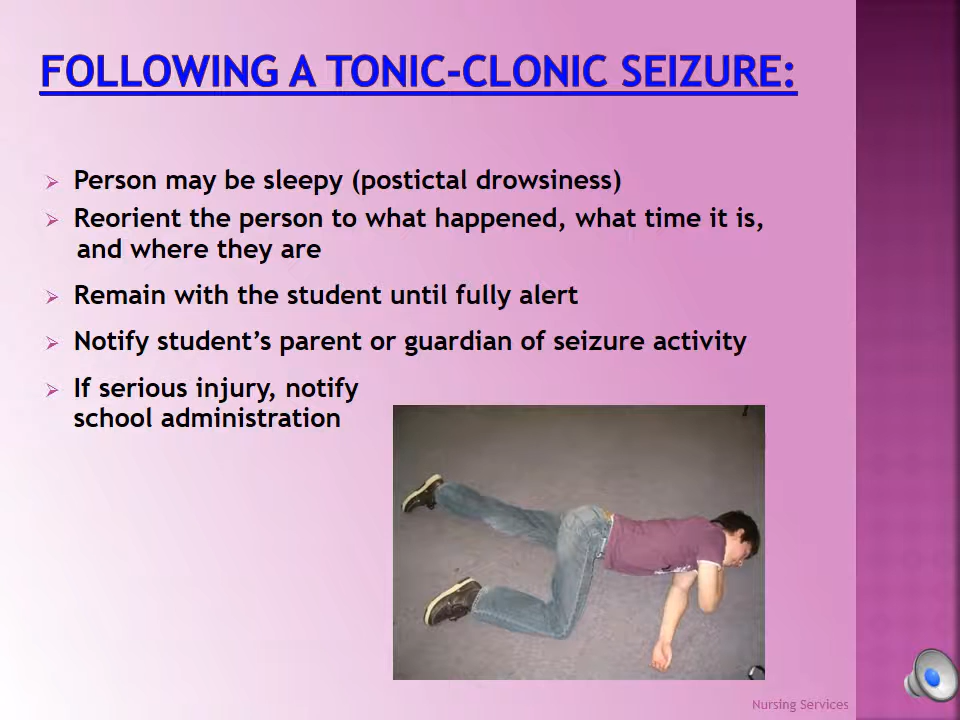 FOLLOWING A TONIC-CLONIC SEIZURE:
Person may be sleepy (postictal drowsiness)
Reorient the person to what happened, what time it is,
and where they are
Remain with the student until fully alert
Notify student’s parent or guardian of seizure activity
If serious injury, notify
school administration
Nursing Services